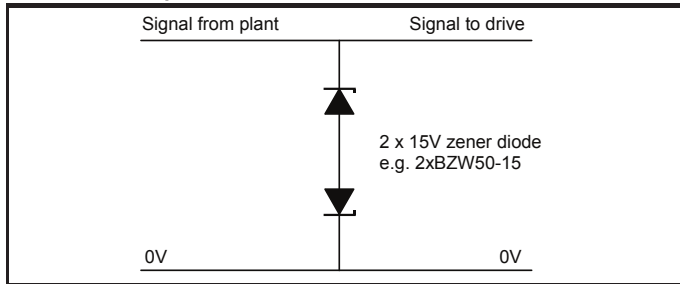 Signal from plant
Signal to drive
2 x 15V zener diode
e.g. 2xBZW50-15
0V
0V